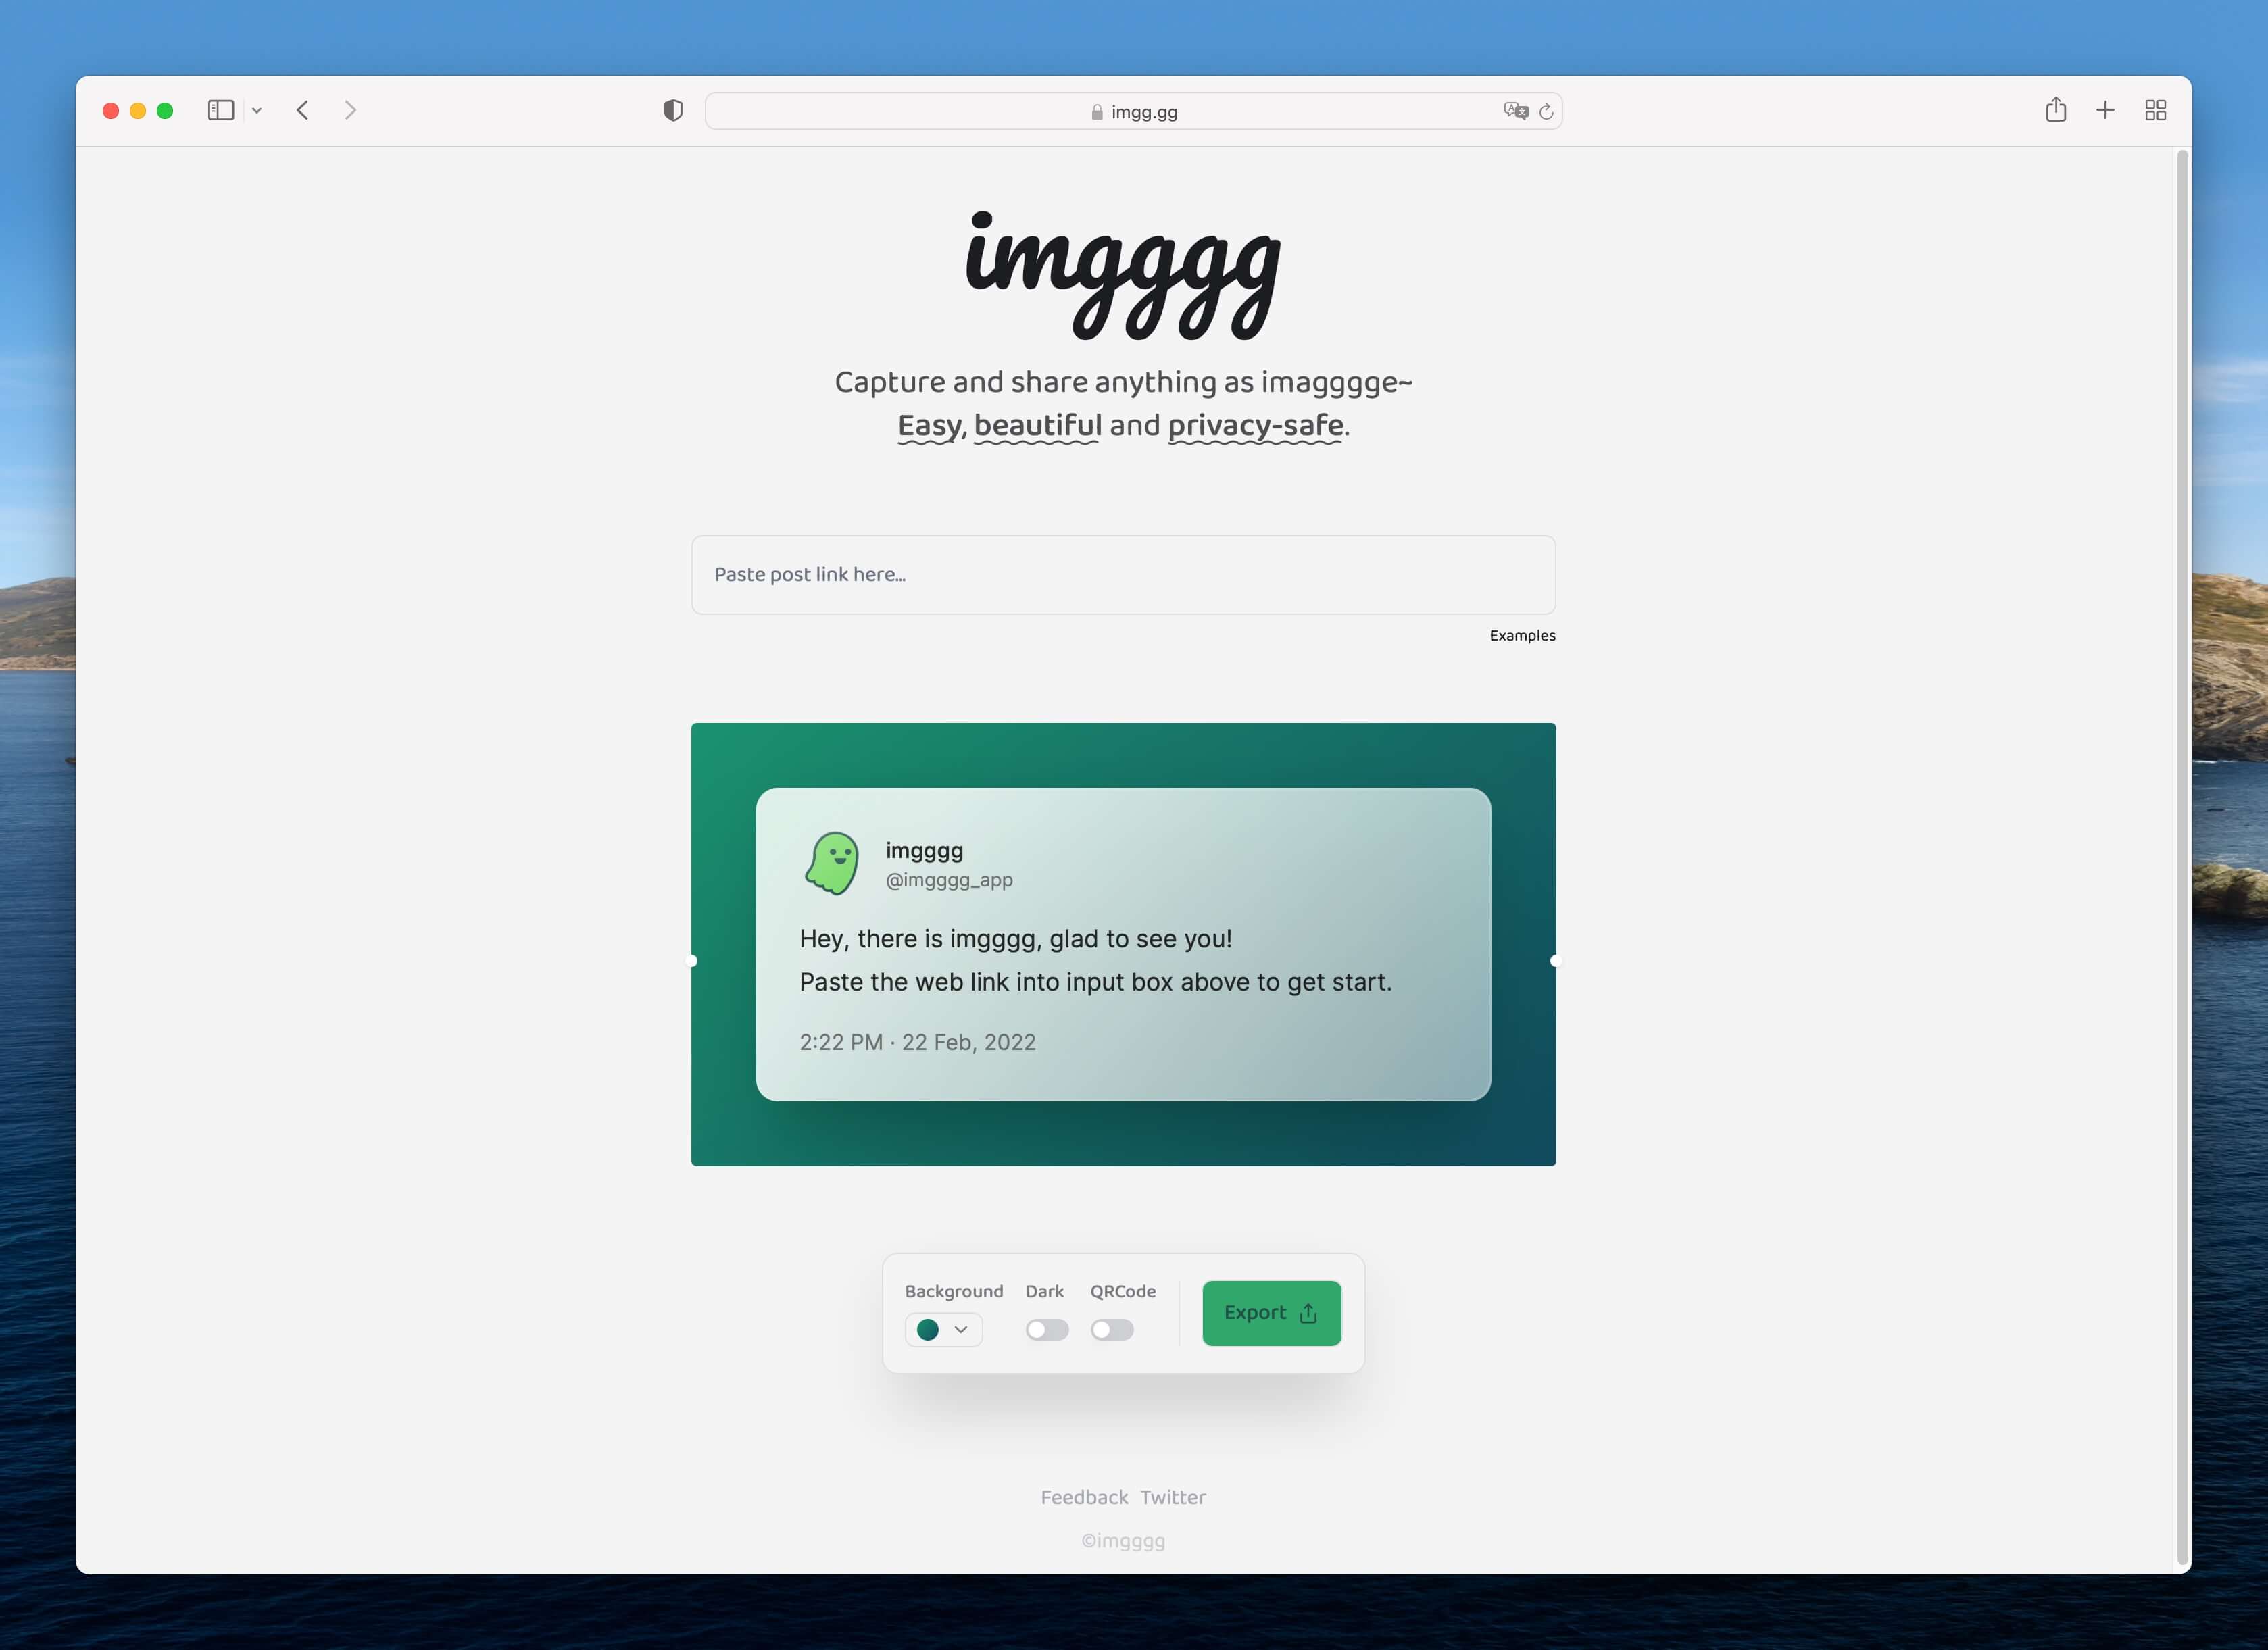 imgg.gg
imgggg
Capture and share anything as imaggggge~
Easy, beautiful and privacy-safe.
Paste post link here...
Examples
imgggg
@imgggg_app
Hey, there is imgggg, glad to see you!
Paste the web link into input box above to get start.
2:22 PM · 22 Feb, 2022
Background Dark QRCode
Export
Feedback Twitter
©imgggg